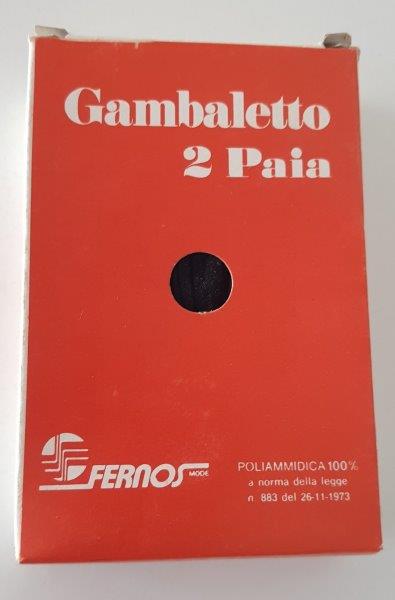 Gambaletto
2 Paia
FERNOS MODE
POLIAMMIDICA 100%
a norma della legge
n. 883 del 26-11-1973